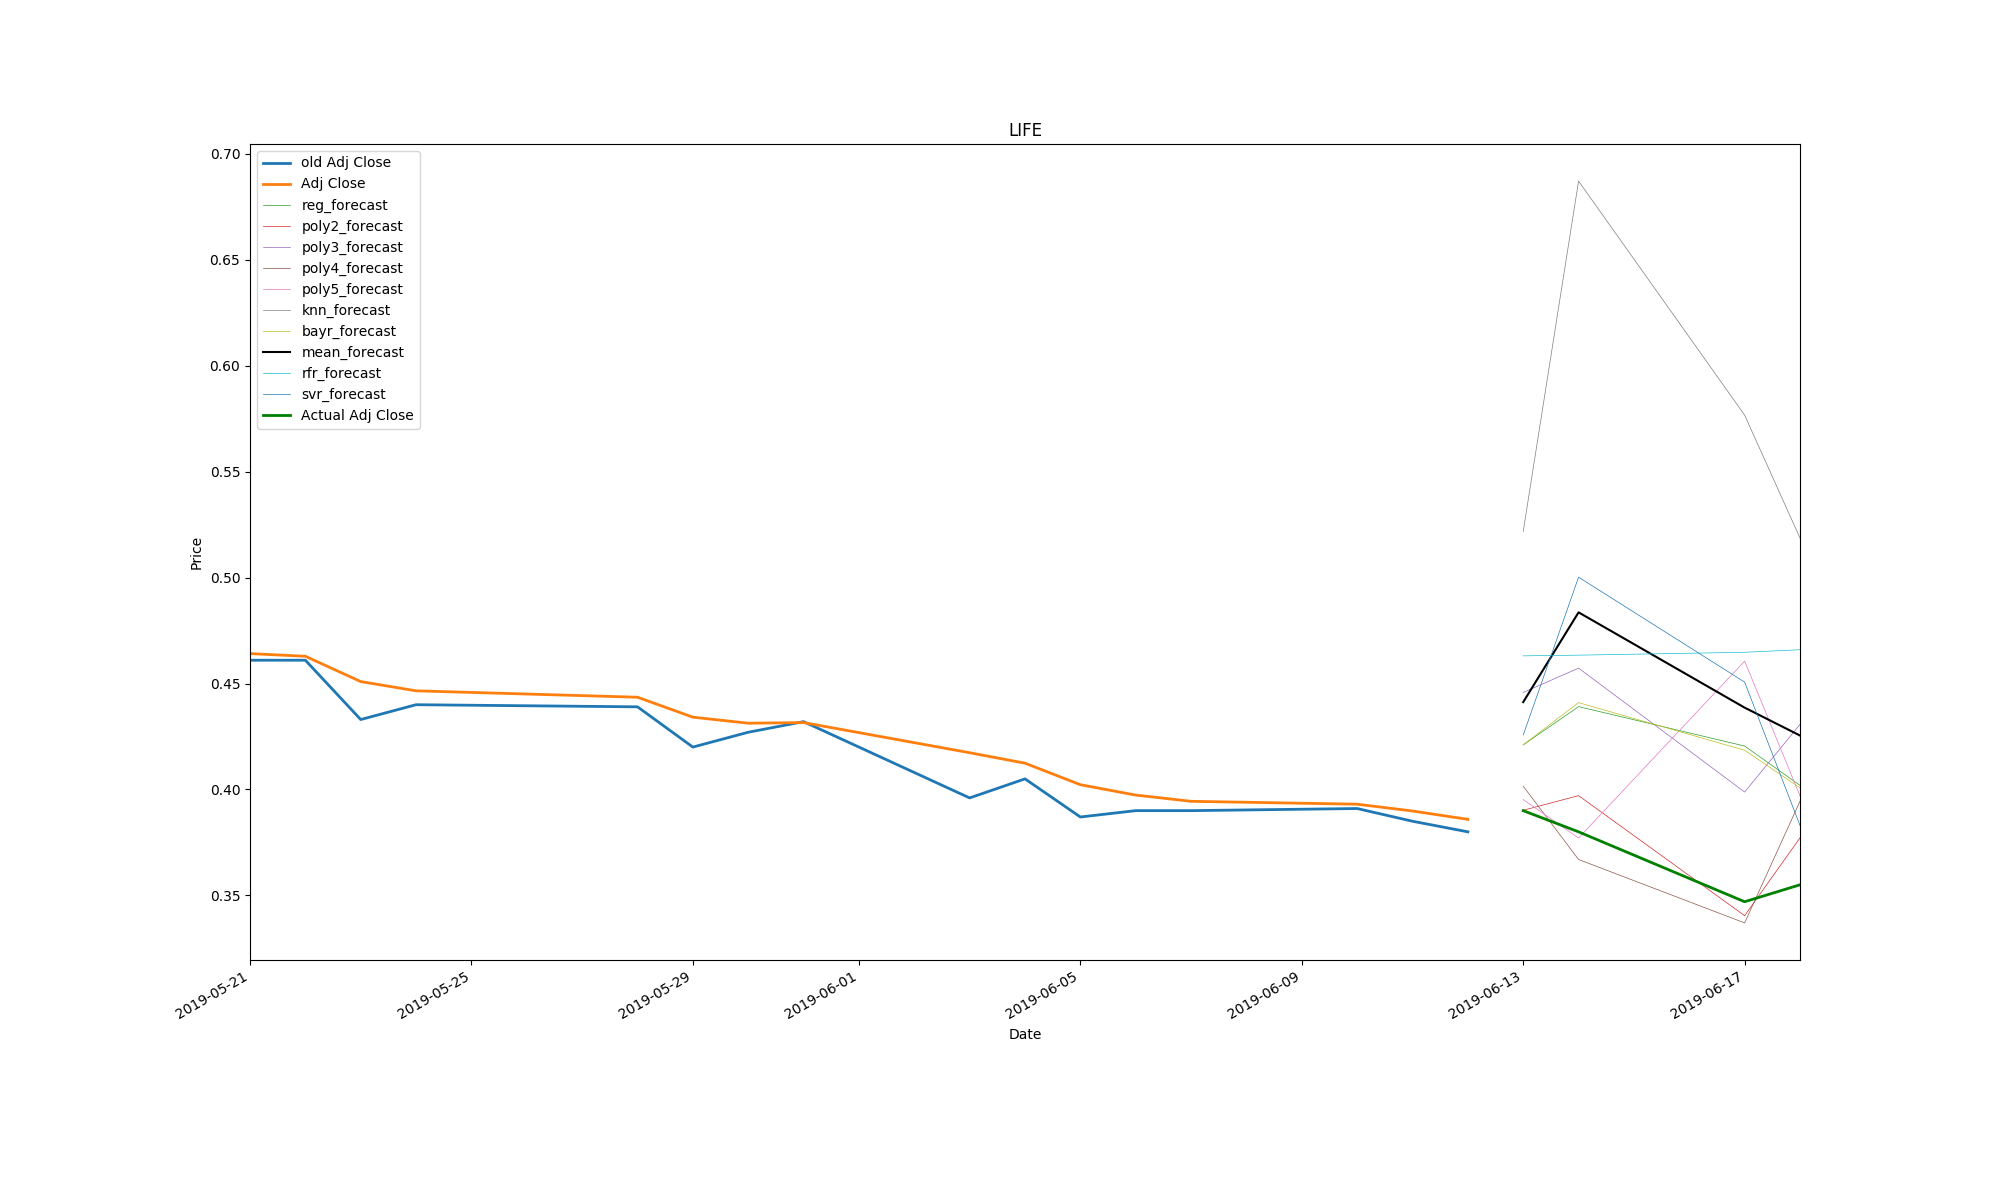 LIFE
0.70
0.65
0.60
0.55
0.50
0.45
0.40
0.35
Price
old Adj Close
Adj Close
reg_forecast
poly2_forecast
poly3_forecast
poly4_forecast
poly5_forecast
knn_forecast
bayr_forecast
mean_forecast
rfr_forecast
svr_forecast
Actual Adj Close
2019-05-21
2019-05-25
2019-05-29
2019-06-01
2019-06-05
2019-06-09
2019-06-13
2019-06-17
Date